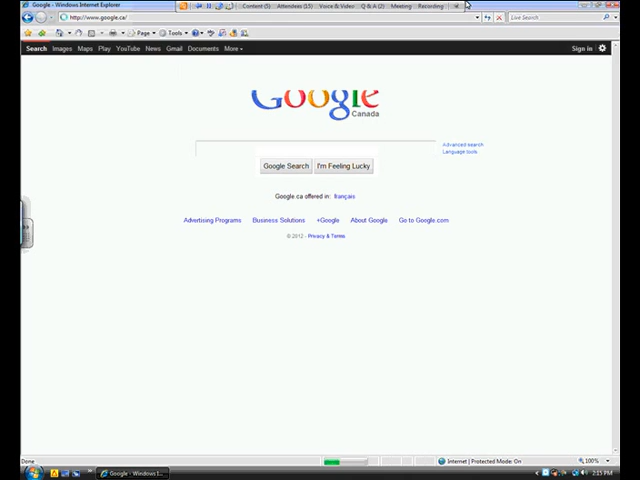 Google - Windows Internet Explorer
Content (5) Attendees (13) Voice & Video Q & A (2) Meeting Recording
http://www.google.ca/
Live Search
Page Tools
Search Images Maps Play YouTube News Gmail Documents More
Sign in
Google
Canada
Advanced search
Language tools
Google Search I'm Feeling Lucky
Google.ca offered in: français
Advertising Programs Business Solutions +Google About Google Go to Google.com
© 2012 - Privacy & Terms
Done
Internet | Protected Mode: On
100%
Google - Windows I...
2:15 PM